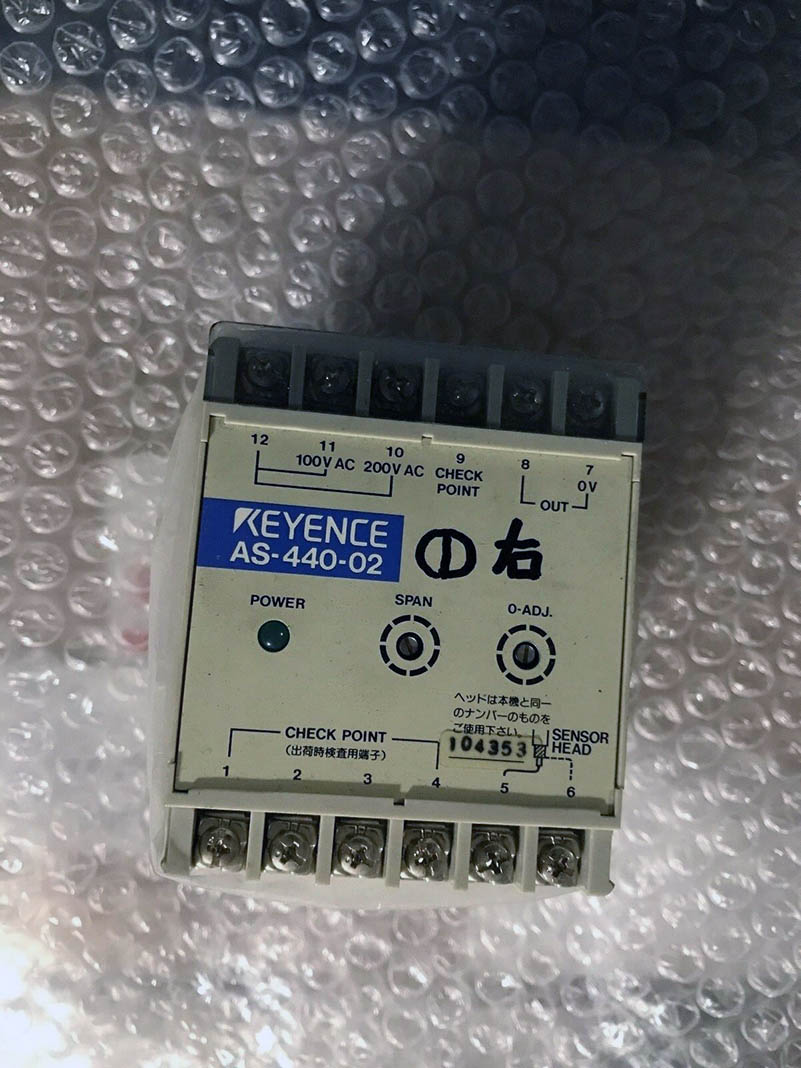 12 11 10 9 8 7
100V AC 200V AC CHECK POINT 0V
OUT
KEYENCE
AS-440-02
① 右
POWER SPAN 0-ADJ.
ヘッドは本機と同一
のナンバーのものを
ご使用下さい。
104353
SENSOR
HEAD
CHECK POINT
(出荷時検査用端子)
1 2 3 4 5 6